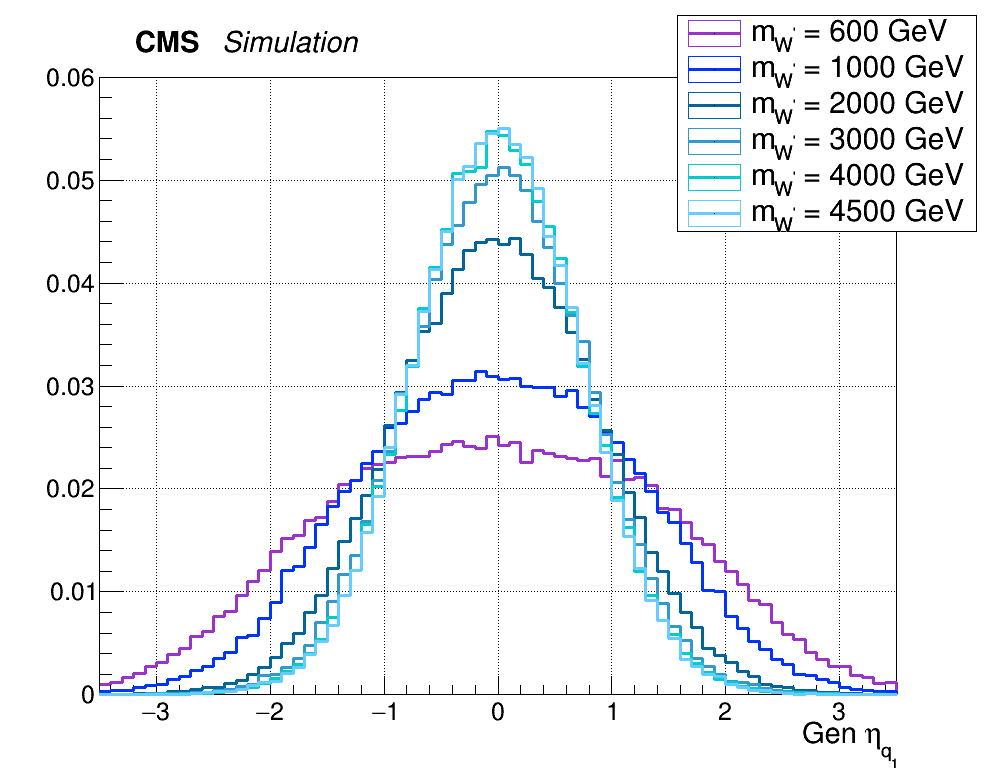 CMS Simulation
m_W' = 600 GeV
m_W' = 1000 GeV
m_W' = 2000 GeV
m_W' = 3000 GeV
m_W' = 4000 GeV
m_W' = 4500 GeV
0.06
0.05
0.04
0.03
0.02
0.01
0
−3 −2 −1 0 1 2 3
Gen η_q_1